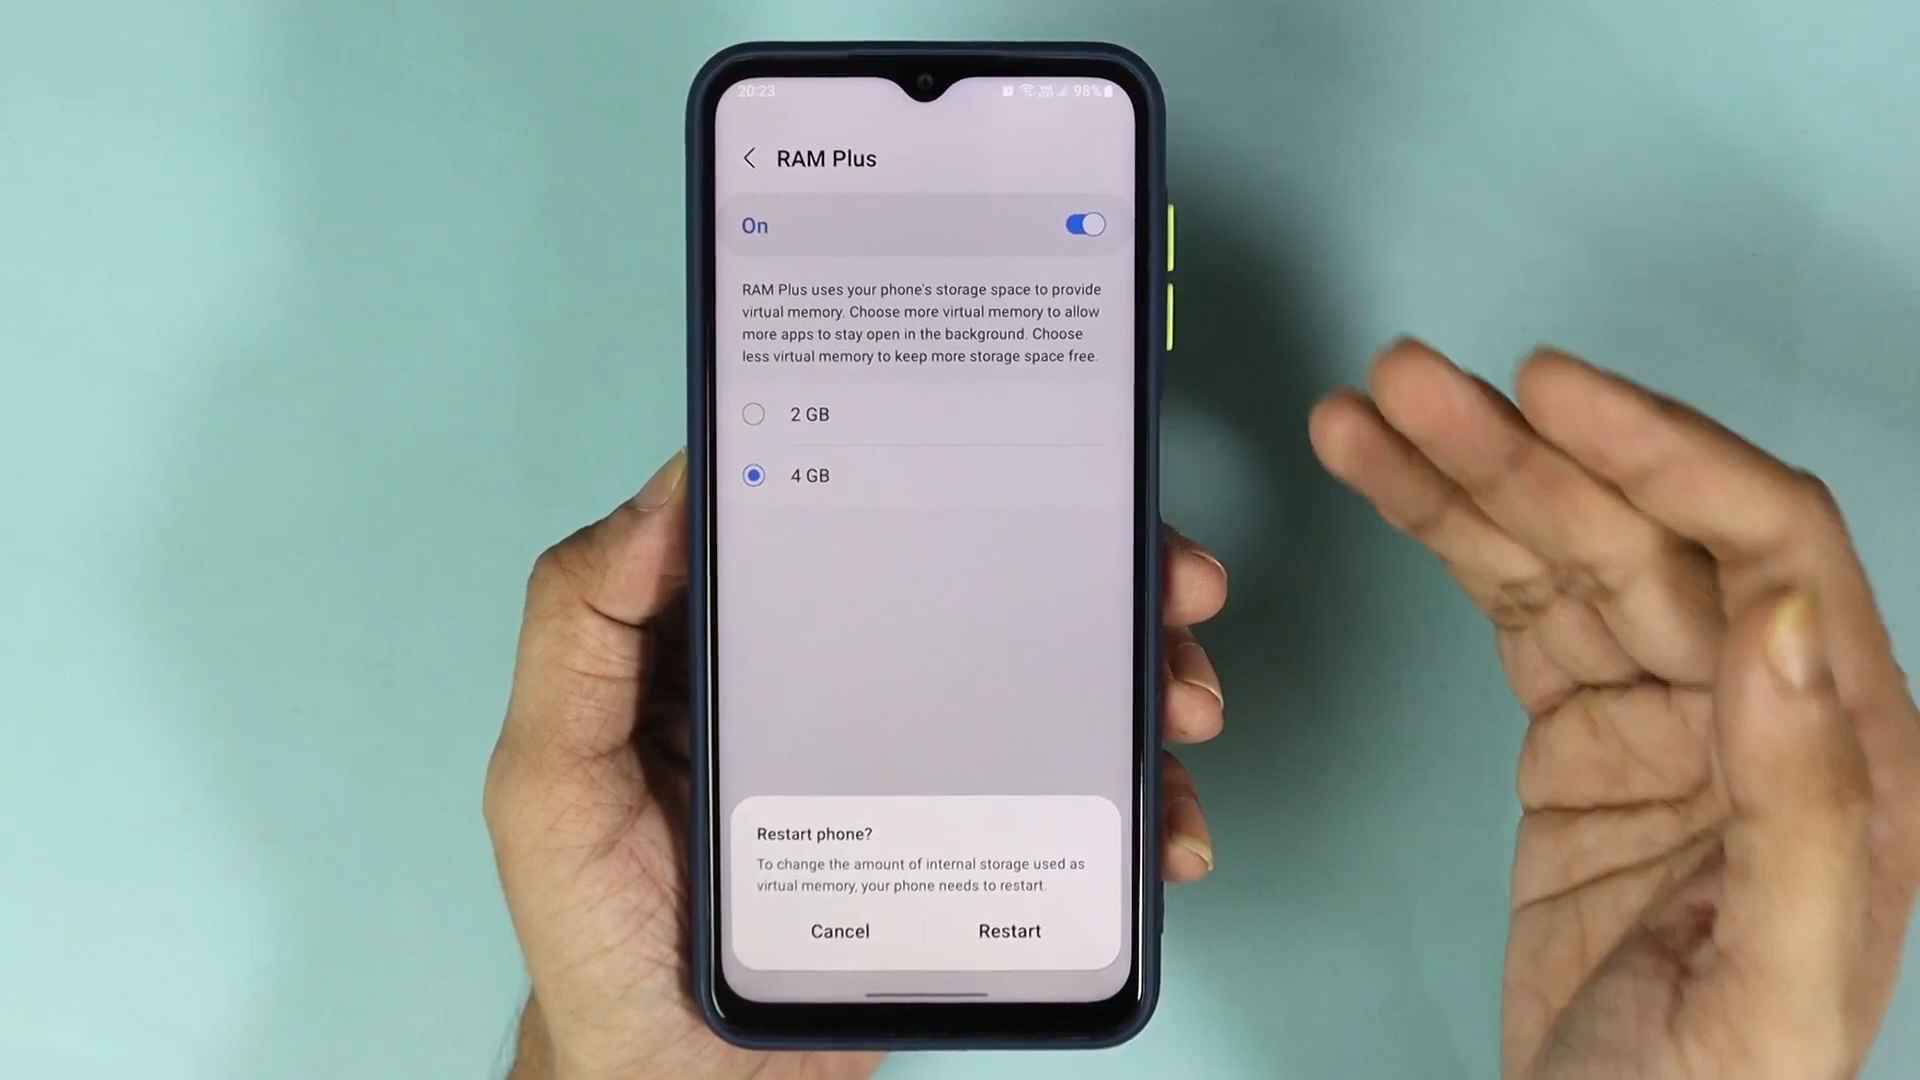 20:23
98%
RAM Plus
On
RAM Plus uses your phone's storage space to provide
virtual memory. Choose more virtual memory to allow
more apps to stay open in the background. Choose
less virtual memory to keep more storage space free.
2 GB
4 GB
Restart phone?
To change the amount of internal storage used as
virtual memory, your phone needs to restart.
Cancel
Restart